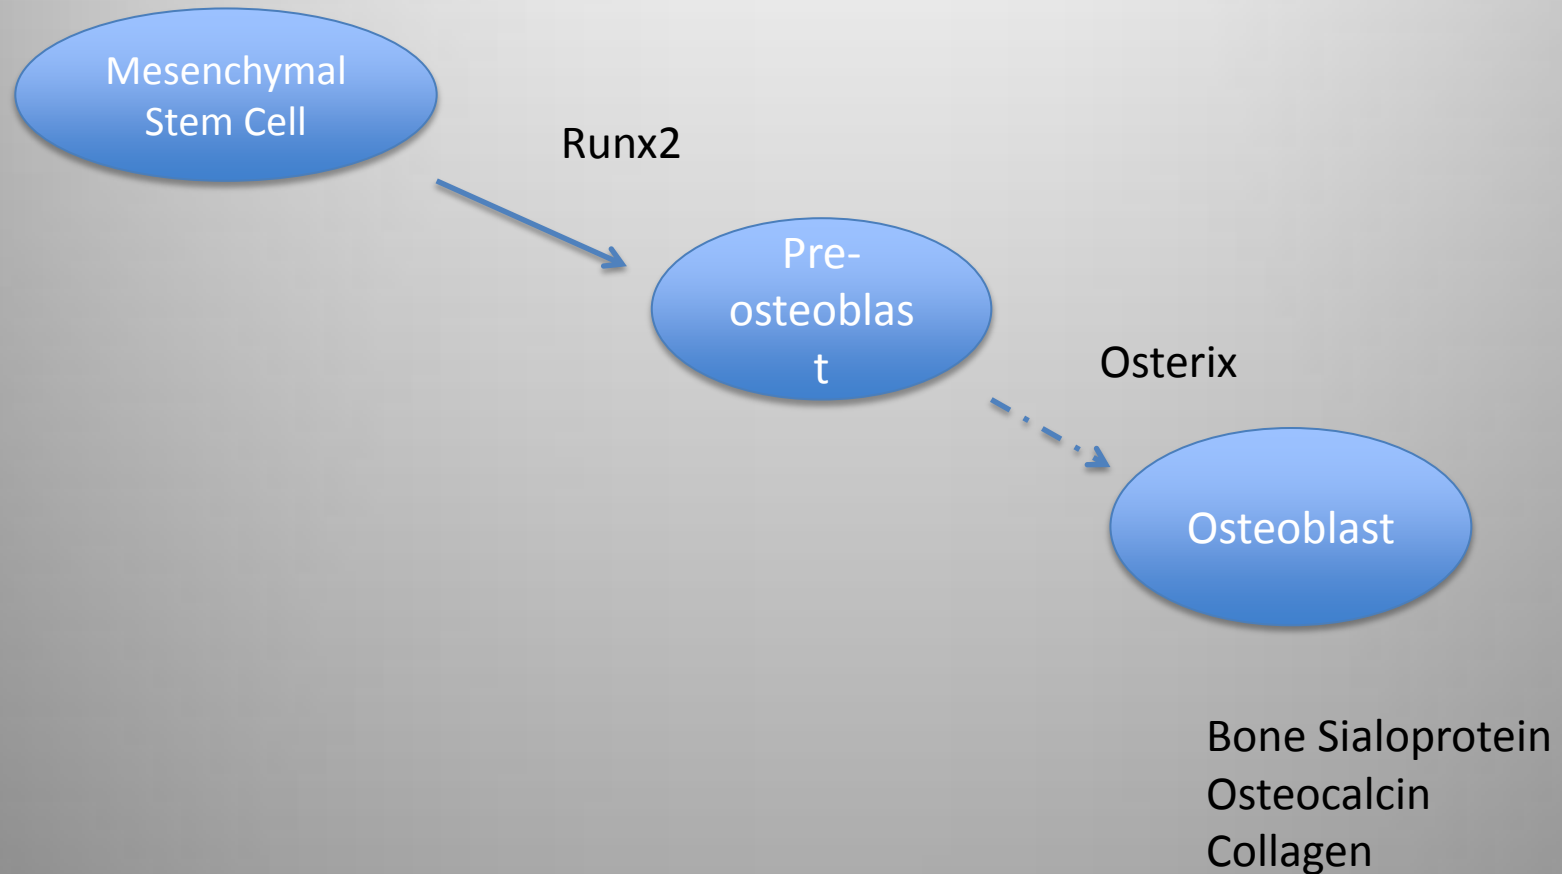 Mesenchymal
Stem Cell
Runx2
Pre-
osteoblas
t
Osterix
Osteoblast
Bone Sialoprotein
Osteocalcin
Collagen